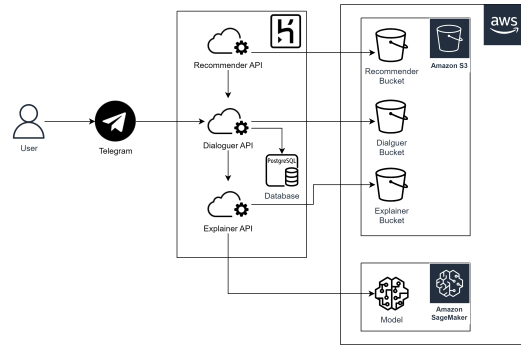 aws
Recommender API
Recommender
Bucket
Amazon S3
User
Telegram
Dialoguer API
Dialguer
Bucket
PostgreSQL
Database
Explainer API
Explainer
Bucket
Model
Amazon
SageMaker